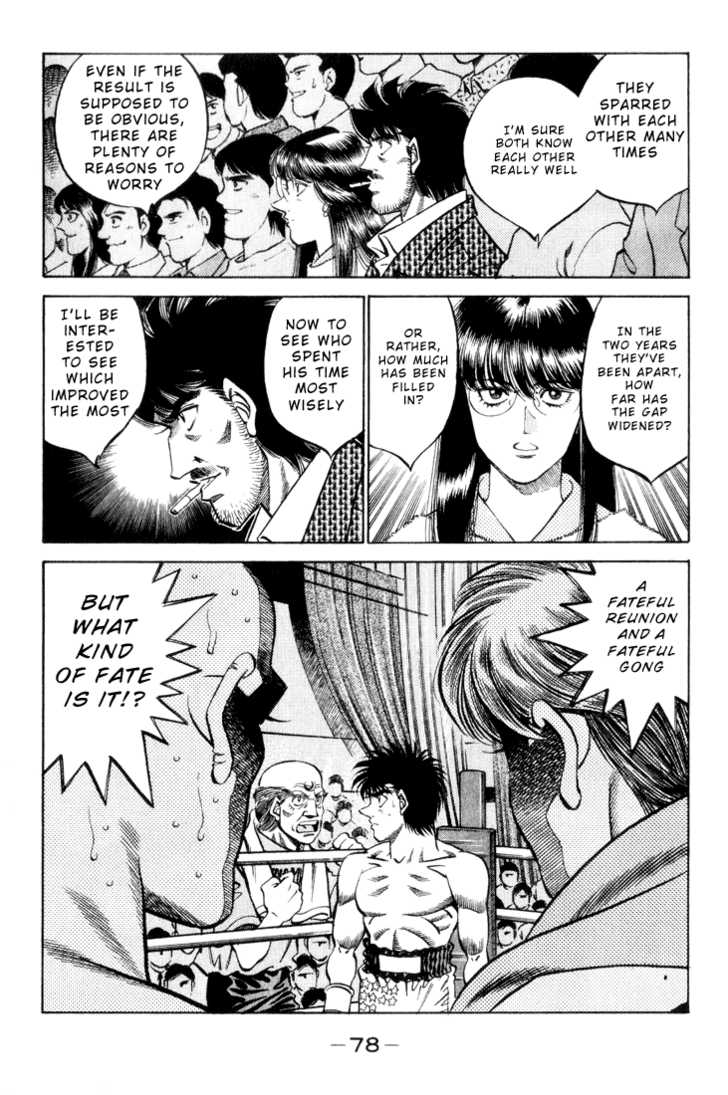 THEY
SPARRED
WITH EACH
OTHER MANY
TIMES
I'M SURE
BOTH KNOW
EACH OTHER
REALLY WELL
EVEN IF THE
RESULT IS
SUPPOSED TO
BE OBVIOUS,
THERE ARE
PLENTY OF
REASONS TO
WORRY
IN THE
TWO YEARS
THEY'VE
BEEN APART,
HOW
FAR HAS
THE GAP
WIDENED?
OR
RATHER,
HOW MUCH
HAS BEEN
FILLED
IN?
NOW TO
SEE WHO
SPENT
HIS TIME
MOST
WISELY
I'LL BE
INTER-
ESTED
TO SEE
WHICH
IMPROVED
THE MOST
A
FATEFUL
REUNION
AND A
FATEFUL
GONG
BUT
WHAT
KIND
OF FATE
IS IT!?
—78—